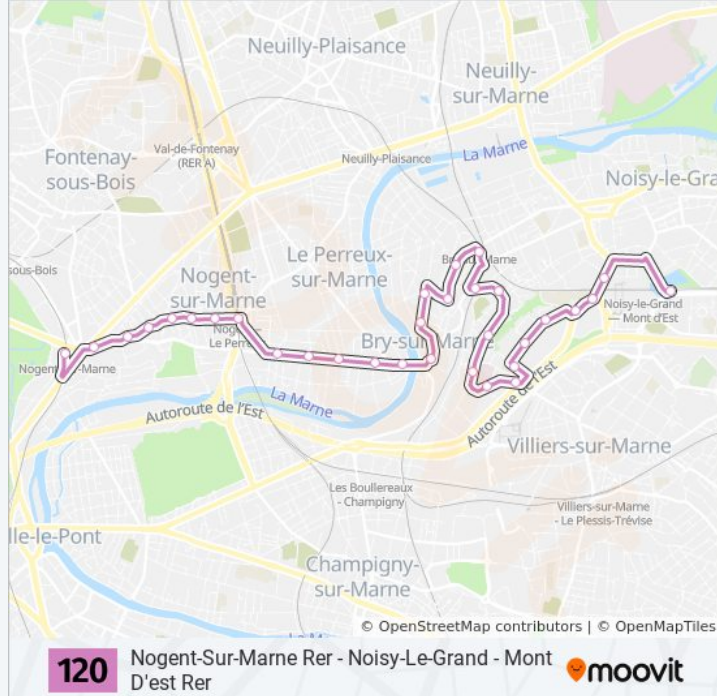 Neuilly-Plaisance
Neuilly-
sur-Marne
Val-de-Fontenay
(RER A)
La Marne
Fontenay-
sous-Bois
Neuilly-Plaisance
Noisy-le-Gra
sous-Bois
Le Perreux-
sur-Marne
Nogent-
sur-Marne
Noisy-le-Grand
— Mont d'Est
Le Perre
Bry-sur-Marne
Autoroute de l'Est
La Marne
Autoroute de l'Est
Villiers-sur-Marne
Les Boullereaux
- Champigny
Villiers-sur-Marne
- Le Plessis-Trévise
lle-le-Pont
Champigny-
sur-Marne
La M
© OpenStreetMap contributors | © OpenMapTiles
120
Nogent-Sur-Marne Rer - Noisy-Le-Grand - Mont
D'est Rer
moovit